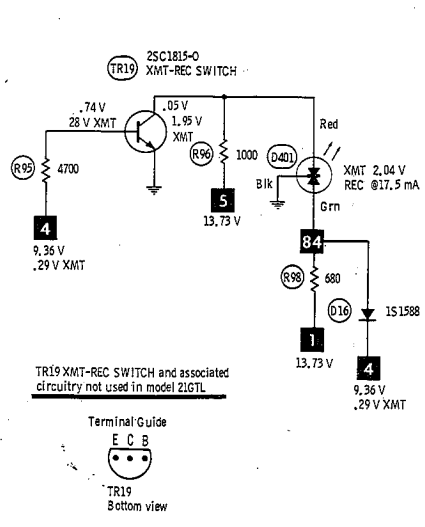 2SC1815-O
TR19 XMT-REC SWITCH
.74 V
28 V XMT
.05 V
1.95 V
XMT
Red
R95 4700
R96 1000
D401
Blk
XMT 2.04 V
REC @17.5 mA
Grn
4
9.36 V
.29 V XMT
5
13.73 V
84
R98 680
D16 1S1588
1
13.73 V
4
9.36 V
.29 V XMT
TR19 XMT-REC SWITCH and associated
circuitry not used in model 21GTL
Terminal Guide
E C B
TR19
Bottom view